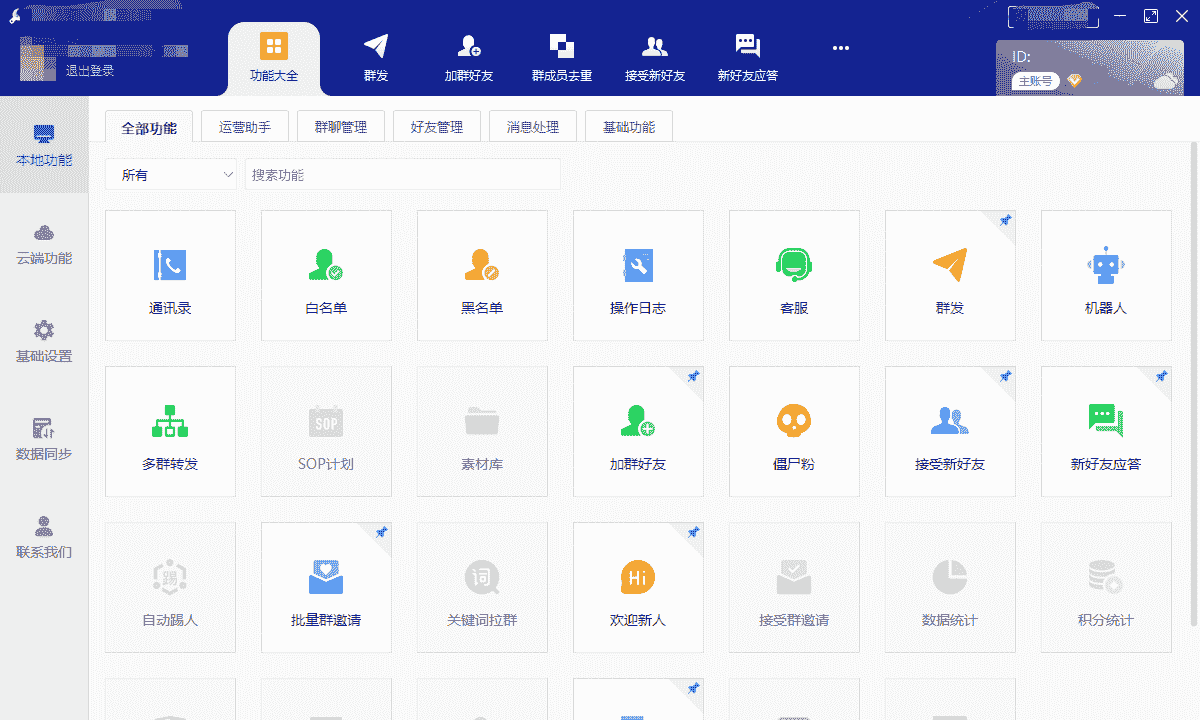 退出登录
功能大全
群发
加群好友
群成员去重
接受新好友
新好友应答
ID:
主账号
本地功能
云端功能
基础设置
数据同步
联系我们
全部功能
运营助手
群聊管理
好友管理
消息处理
基础功能
所有
搜索功能
通讯录
白名单
黑名单
操作日志
客服
群发
机器人
多群转发
SOP
SOP计划
素材库
加群好友
僵尸粉
接受新好友
新好友应答
踢
自动踢人
批量群邀请
词
关键词拉群
Hi
欢迎新人
接受群邀请
数据统计
积分统计